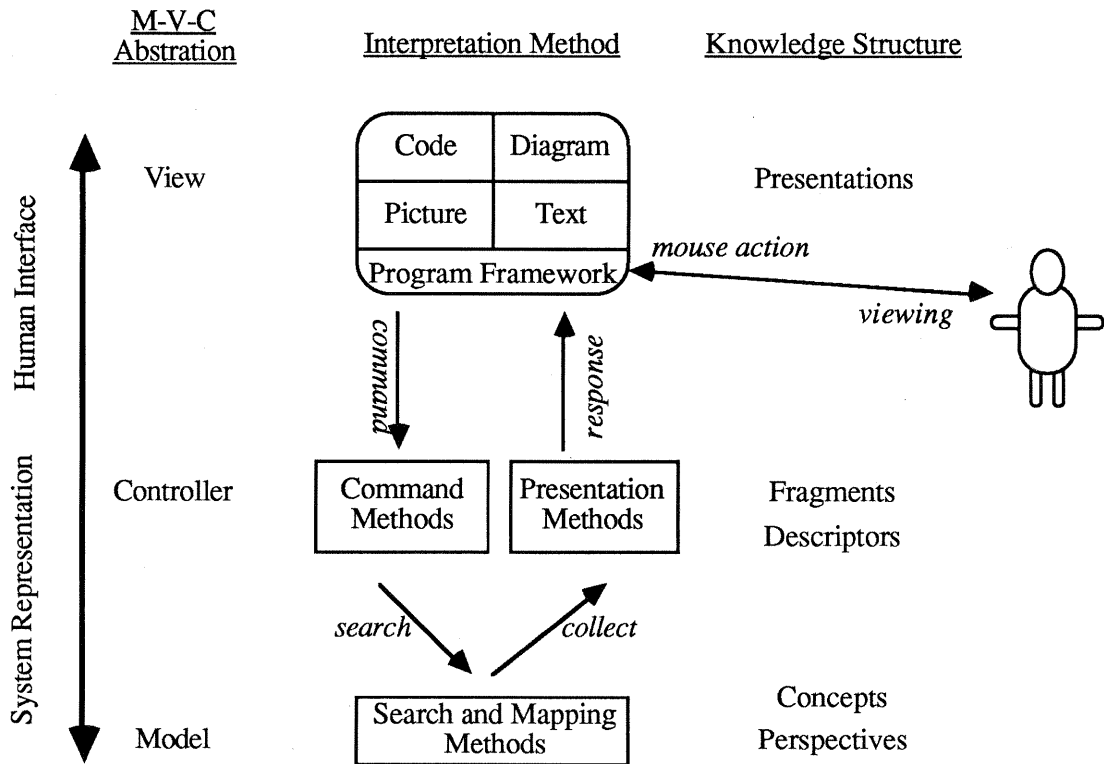 M-V-C
Abstration
Interpretation Method
Knowledge Structure
Code
Diagram
View
Presentations
Picture
Text
mouse action
Program Framework
viewing
Human Interface
command
response
System Representation
Controller
Command
Methods
Presentation
Methods
Fragments
Descriptors
search
collect
Model
Search and Mapping
Methods
Concepts
Perspectives